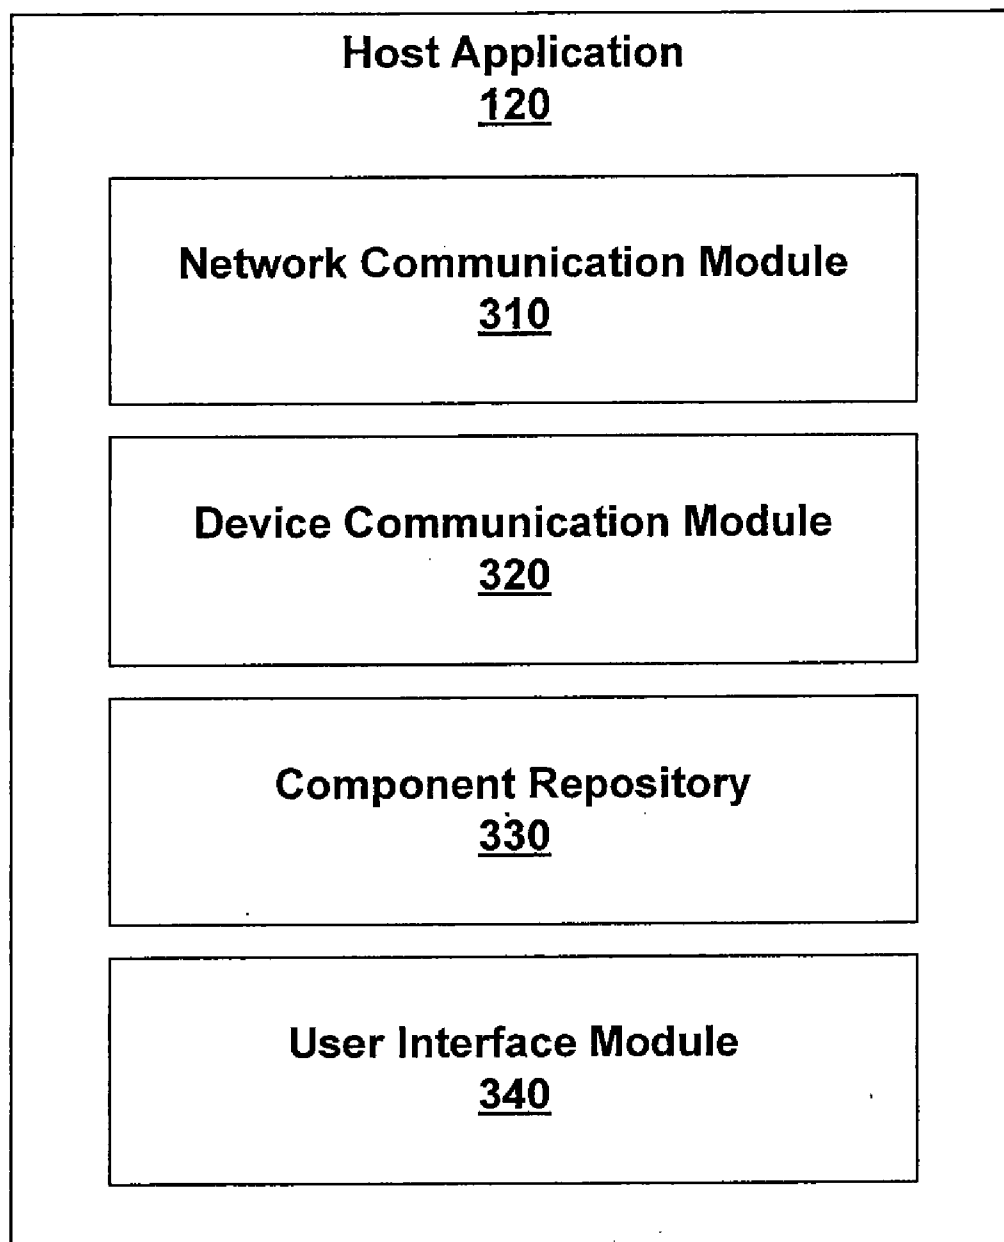 Host Application
120
Network Communication Module
310
Device Communication Module
320
Component Repository
330
User Interface Module
340